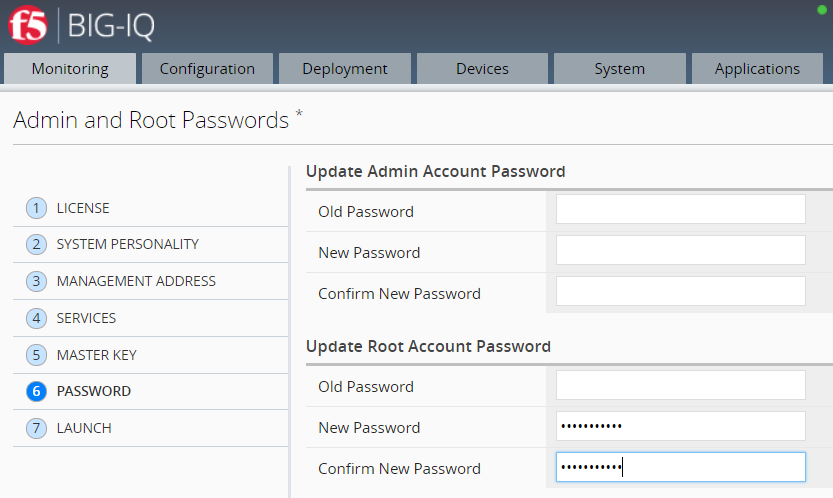 f5 BIG-IQ
Monitoring Configuration Deployment Devices System Applications
Admin and Root Passwords *
1 LICENSE
2 SYSTEM PERSONALITY
3 MANAGEMENT ADDRESS
4 SERVICES
5 MASTER KEY
6 PASSWORD
7 LAUNCH
Update Admin Account Password
Old Password
New Password
Confirm New Password
Update Root Account Password
Old Password
New Password •••••••••••
Confirm New Password •••••••••••